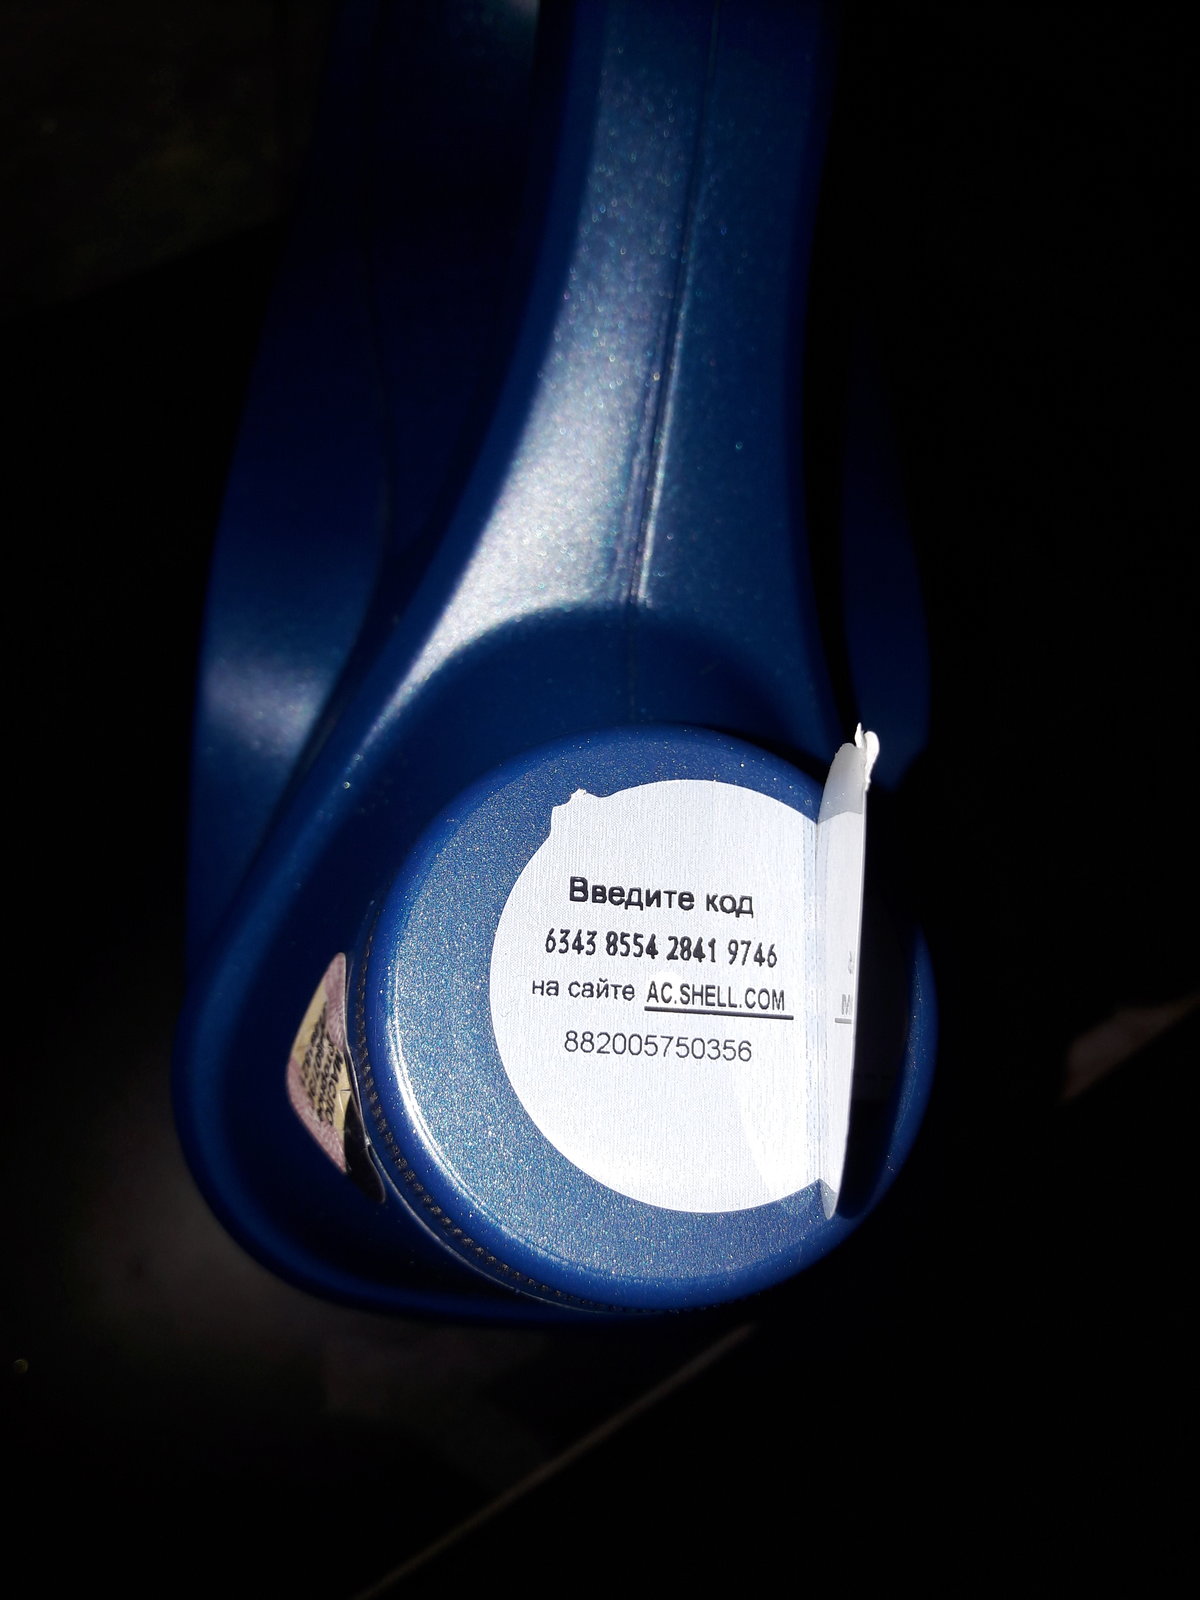 Введите код
6343 8554 2841 9746
на сайте AC.SHELL.COM
882005750356